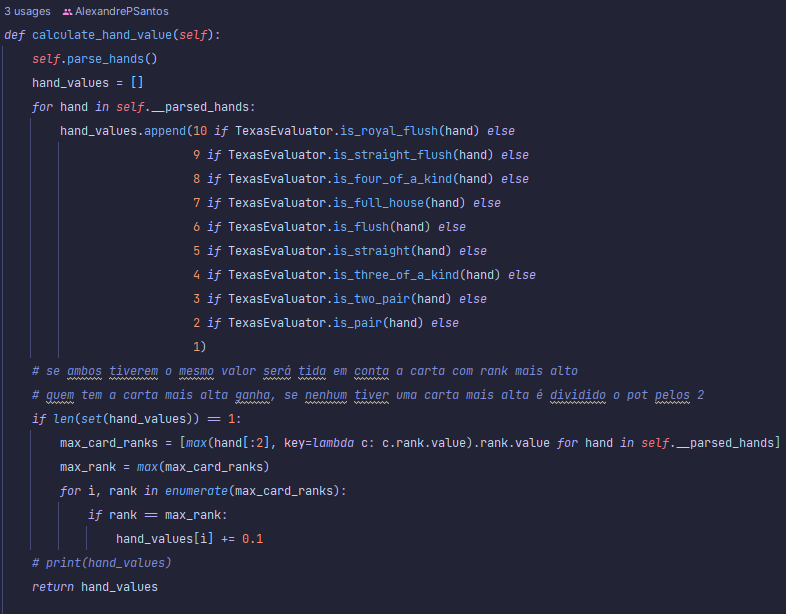 3 usages AlexandrePSantos
def calculate_hand_value(self):
    self.parse_hands()
    hand_values = []
    for hand in self.__parsed_hands:
        hand_values.append(10 if TexasEvaluator.is_royal_flush(hand) else
                           9 if TexasEvaluator.is_straight_flush(hand) else
                           8 if TexasEvaluator.is_four_of_a_kind(hand) else
                           7 if TexasEvaluator.is_full_house(hand) else
                           6 if TexasEvaluator.is_flush(hand) else
                           5 if TexasEvaluator.is_straight(hand) else
                           4 if TexasEvaluator.is_three_of_a_kind(hand) else
                           3 if TexasEvaluator.is_two_pair(hand) else
                           2 if TexasEvaluator.is_pair(hand) else
                           1)
    # se ambos tiverem o mesmo valor será tida em conta a carta com rank mais alto
    # quem tem a carta mais alta ganha, se nenhum tiver uma carta mais alta é dividido o pot pelos 2
    if len(set(hand_values)) == 1:
        max_card_ranks = [max(hand[:2], key=lambda c: c.rank.value).rank.value for hand in self.__parsed_hands]
        max_rank = max(max_card_ranks)
        for i, rank in enumerate(max_card_ranks):
            if rank == max_rank:
                hand_values[i] += 0.1
    # print(hand_values)
    return hand_values